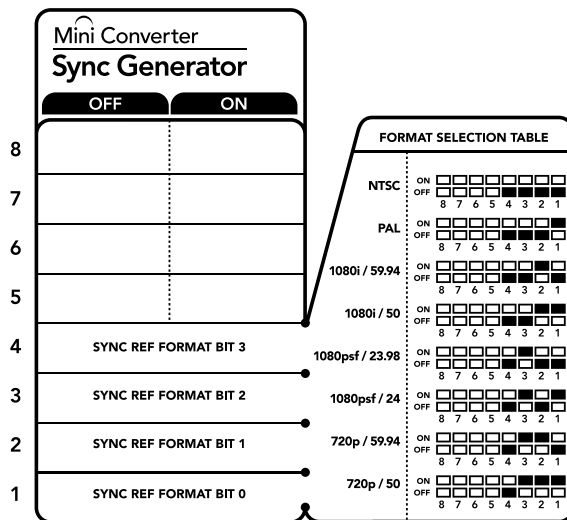 Mini Converter
Sync Generator
OFF ON
8
7
6
5
4 SYNC REF FORMAT BIT 3
3 SYNC REF FORMAT BIT 2
2 SYNC REF FORMAT BIT 1
1 SYNC REF FORMAT BIT 0
FORMAT SELECTION TABLE
NTSC ON
OFF
8 7 6 5 4 3 2 1
PAL ON
OFF
8 7 6 5 4 3 2 1
1080i / 59.94 ON
OFF
8 7 6 5 4 3 2 1
1080i / 50 ON
OFF
8 7 6 5 4 3 2 1
1080psf / 23.98 ON
OFF
8 7 6 5 4 3 2 1
1080psf / 24 ON
OFF
8 7 6 5 4 3 2 1
720p / 59.94 ON
OFF
8 7 6 5 4 3 2 1
720p / 50 ON
OFF
8 7 6 5 4 3 2 1